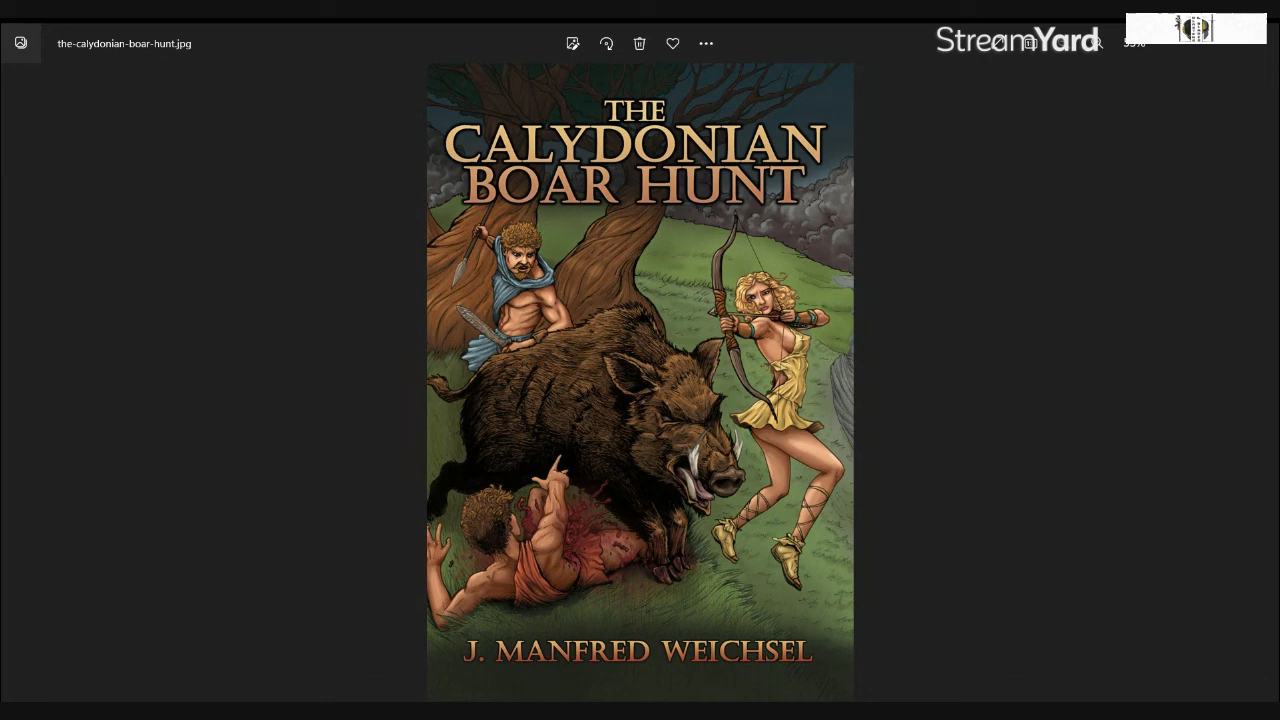 the-calydonian-boar-hunt.jpg
StreamYard
THE
CALYDONIAN
BOAR HUNT
J. MANFRED WEICHSEL